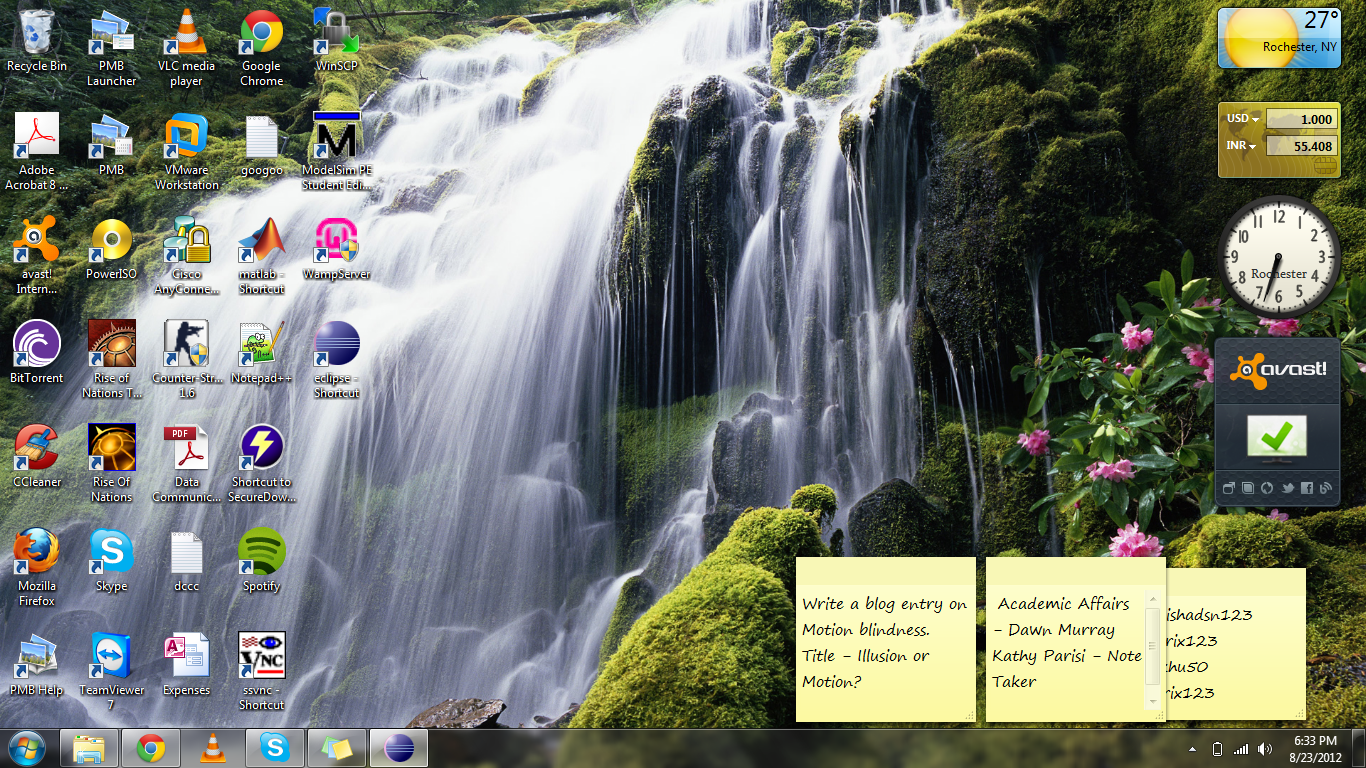 Recycle Bin
PMB
Launcher
VLC media
player
Google
Chrome
WinSCP
Adobe
Acrobat 8 ...
PMB
VMware
Workstation
googoo
ModelSim PE
Student Edi...
avast!
Intern...
PowerISO
Cisco
AnyConne...
matlab -
Shortcut
WampServer
BitTorrent
Rise of
Nations T...
Counter-Str...
1.6
Notepad++
eclipse -
Shortcut
CCleaner
Rise Of
Nations
PDF
Data
Communic...
Shortcut to
SecureDow...
Mozilla
Firefox
Skype
dccc
Spotify
PMB Help
TeamViewer
7
Expenses
VNC
ssvnc -
Shortcut
27°
Rochester, NY
USD 1.000
INR 55.408
12
11 1
10 2
9 3
8 4
7 5
6
Rochester
avast!
Write a blog entry on
Motion blindness.
Title - Illusion or
Motion?
Academic Affairs
- Dawn Murray
Kathy Parisi - Note
Taker
ishadsn123
rix123
hu50
rix123
6:33 PM
8/23/2012